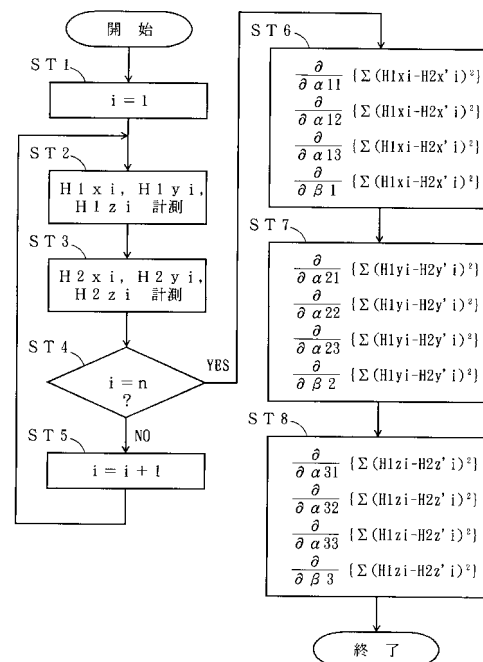 開 始
ST1
i = 1
ST2
H1xi, H1yi,
H1zi 計測
ST3
H2xi, H2yi,
H2zi 計測
ST4
i = n
?
YES
NO
ST5
i = i + 1
ST6
∂/∂α11 {Σ(H1xi-H2x'i)²}
∂/∂α12 {Σ(H1xi-H2x'i)²}
∂/∂α13 {Σ(H1xi-H2x'i)²}
∂/∂β1 {Σ(H1xi-H2x'i)²}
ST7
∂/∂α21 {Σ(H1yi-H2y'i)²}
∂/∂α22 {Σ(H1yi-H2y'i)²}
∂/∂α23 {Σ(H1yi-H2y'i)²}
∂/∂β2 {Σ(H1yi-H2y'i)²}
ST8
∂/∂α31 {Σ(H1zi-H2z'i)²}
∂/∂α32 {Σ(H1zi-H2z'i)²}
∂/∂α33 {Σ(H1zi-H2z'i)²}
∂/∂β3 {Σ(H1zi-H2z'i)²}
終 了